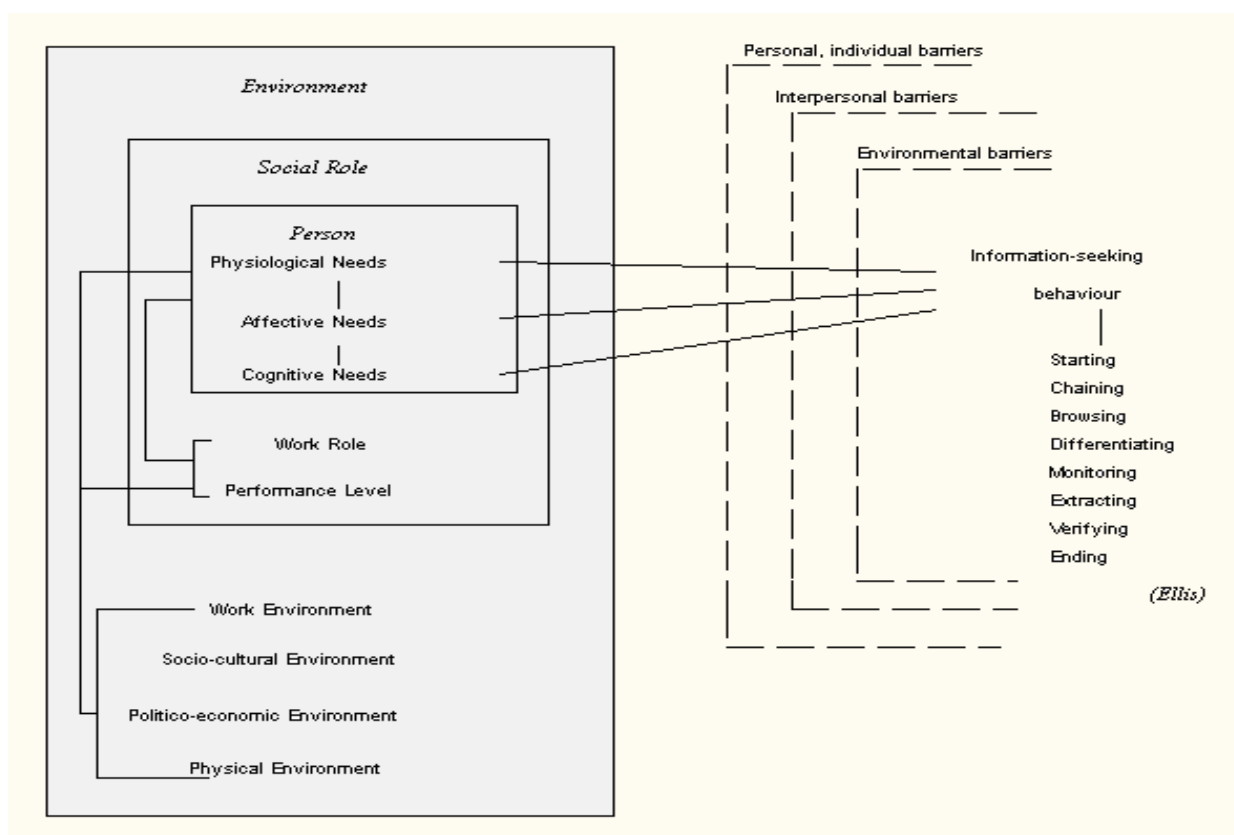 Environment
Social Role
Person
Physiological Needs
Affective Needs
Cognitive Needs
Work Role
Performance Level
Work Environment
Socio-cultural Environment
Politico-economic Environment
Physical Environment
Personal, individual barriers
Interpersonal barriers
Environmental barriers
Information-seeking
behaviour
Starting
Chaining
Browsing
Differentiating
Monitoring
Extracting
Verifying
Ending
(Ellis)